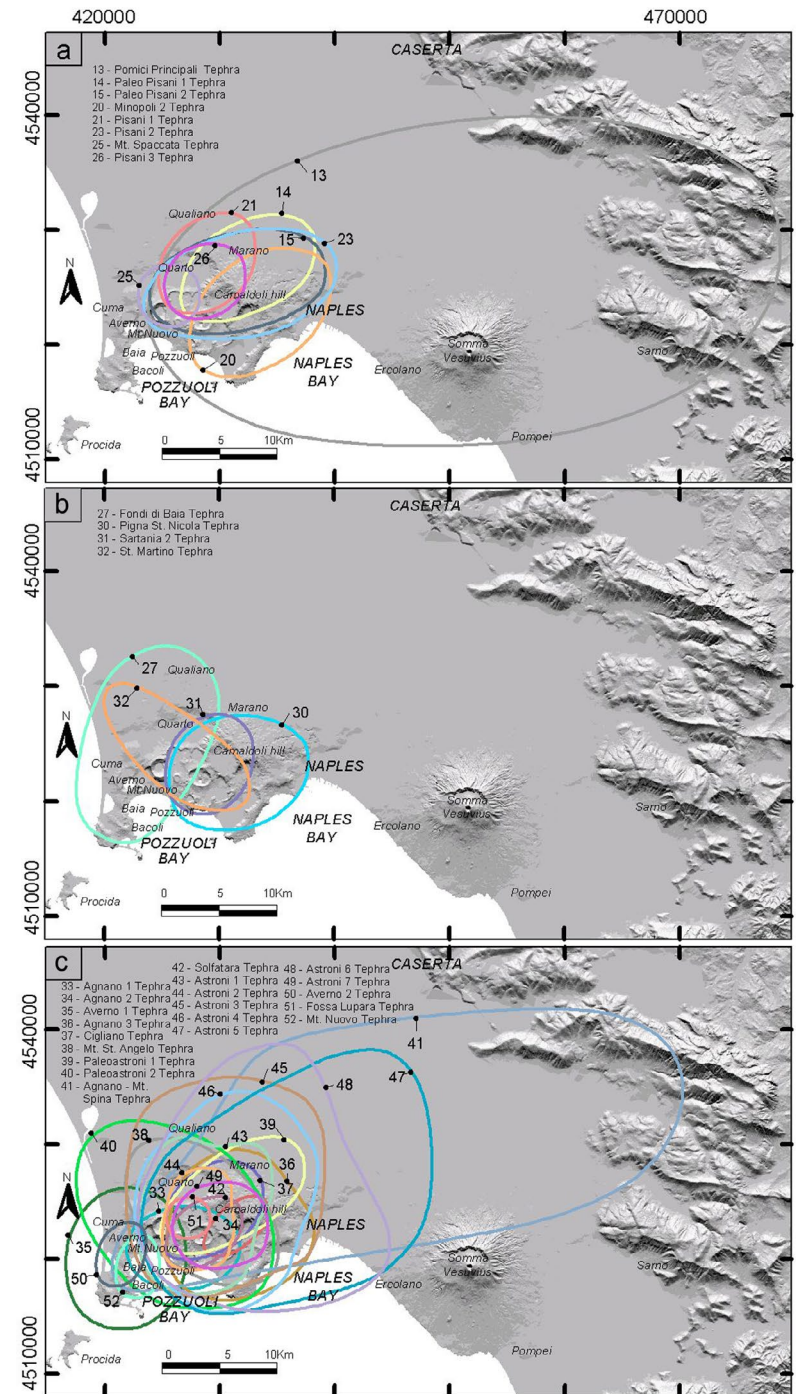 420000 470000
a CASERTA
13 - Pomici Principali Tephra
14 - Paleo Pisani 1 Tephra
15 - Paleo Pisani 2 Tephra
20 - Minopoli 2 Tephra
21 - Pisani 1 Tephra
23 - Pisani 2 Tephra
25 - Mt. Spaccata Tephra
26 - Pisani 3 Tephra
4540000
13
14
Qualiano 21
15 23
26 Marano
Quarto
N
25
Camaldoli hill
Cuma
NAPLES
Averno
Mt.Nuovo
Baia Pozzuoli
Bacoli
20
NAPLES
BAY
POZZUOLI
BAY
Somma
Vesuvius
Ercolano
Sarno
Procida
0 5 10Km
Pompei
4510000
b CASERTA
27 - Fondi di Baia Tephra
30 - Pigna St. Nicola Tephra
31 - Sartania 2 Tephra
32 - St. Martino Tephra
4540000
27
Qualiano
32
31 Marano
Quarto
30
N
Camaldoli hill
Cuma
NAPLES
Averno
Mt.Nuovo
Baia Pozzuoli
Bacoli
NAPLES
BAY
POZZUOLI
BAY
Somma
Vesuvius
Ercolano
Sarno
Procida
0 5 10Km
Pompei
4510000
c CASERTA
33 - Agnano 1 Tephra
34 - Agnano 2 Tephra
35 - Averno 1 Tephra
36 - Agnano 3 Tephra
37 - Cigliano Tephra
38 - Mt. St. Angelo Tephra
39 - Paleoastroni 1 Tephra
40 - Paleoastroni 2 Tephra
41 - Agnano - Mt.
Spina Tephra
42 - Solfatara Tephra
43 - Astroni 1 Tephra
44 - Astroni 2 Tephra
45 - Astroni 3 Tephra
46 - Astroni 4 Tephra
47 - Astroni 5 Tephra
48 - Astroni 6 Tephra
49 - Astroni 7 Tephra
50 - Averno 2 Tephra
51 - Fossa Lupara Tephra
52 - Mt. Nuovo Tephra
4540000
41
45
47
46 48
Qualiano
40 38 43 39
44 Marano 36
Quarto 49
37
N
33 42
Camaldoli hill
51 34
Cuma
NAPLES
35 Averno
Mt.Nuovo
50 Baia Pozzuoli
Bacoli
52
NAPLES
BAY
POZZUOLI
BAY
Somma
Vesuvius
Ercolano
Sarno
Procida
0 5 10Km
Pompei
4510000